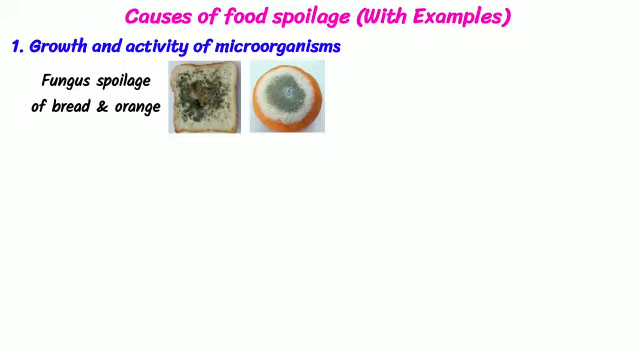 Causes of food spoilage (With Examples)
1. Growth and activity of microorganisms
Fungus spoilage
of bread & orange